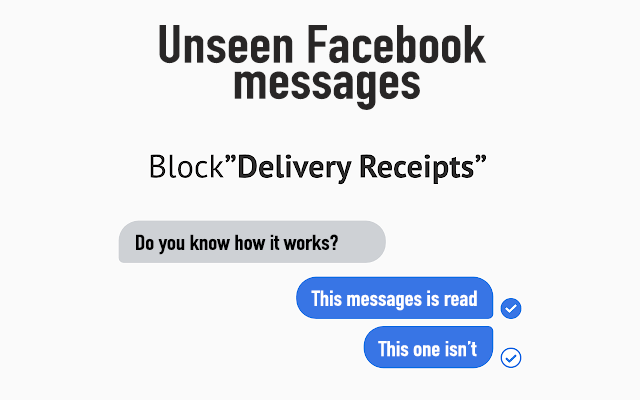 Unseen Facebook
messages
Block”Delivery Receipts”
Do you know how it works?
This messages is read
This one isn’t